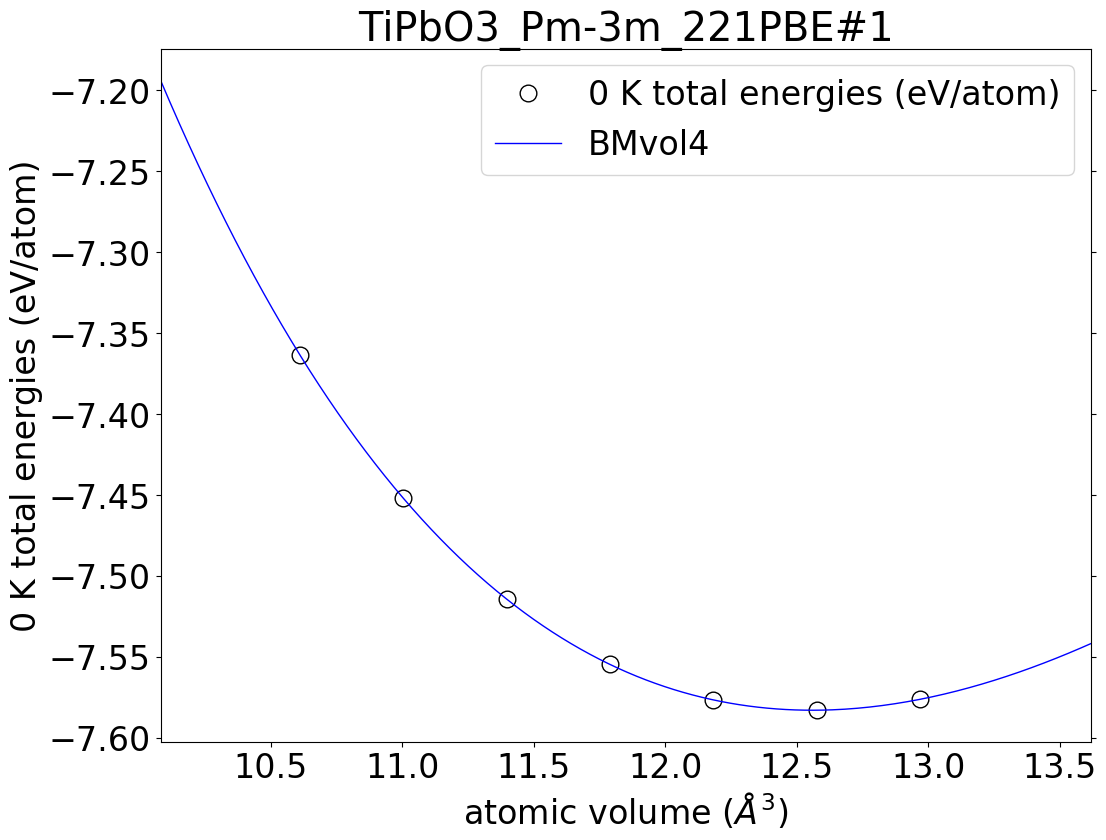 TiPbO3_Pm-3m_221PBE#1
0 K total energies (eV/atom)
BMvol4
0 K total energies (eV/atom)
−7.20
−7.25
−7.30
−7.35
−7.40
−7.45
−7.50
−7.55
−7.60
10.5 11.0 11.5 12.0 12.5 13.0 13.5
atomic volume (Å³)